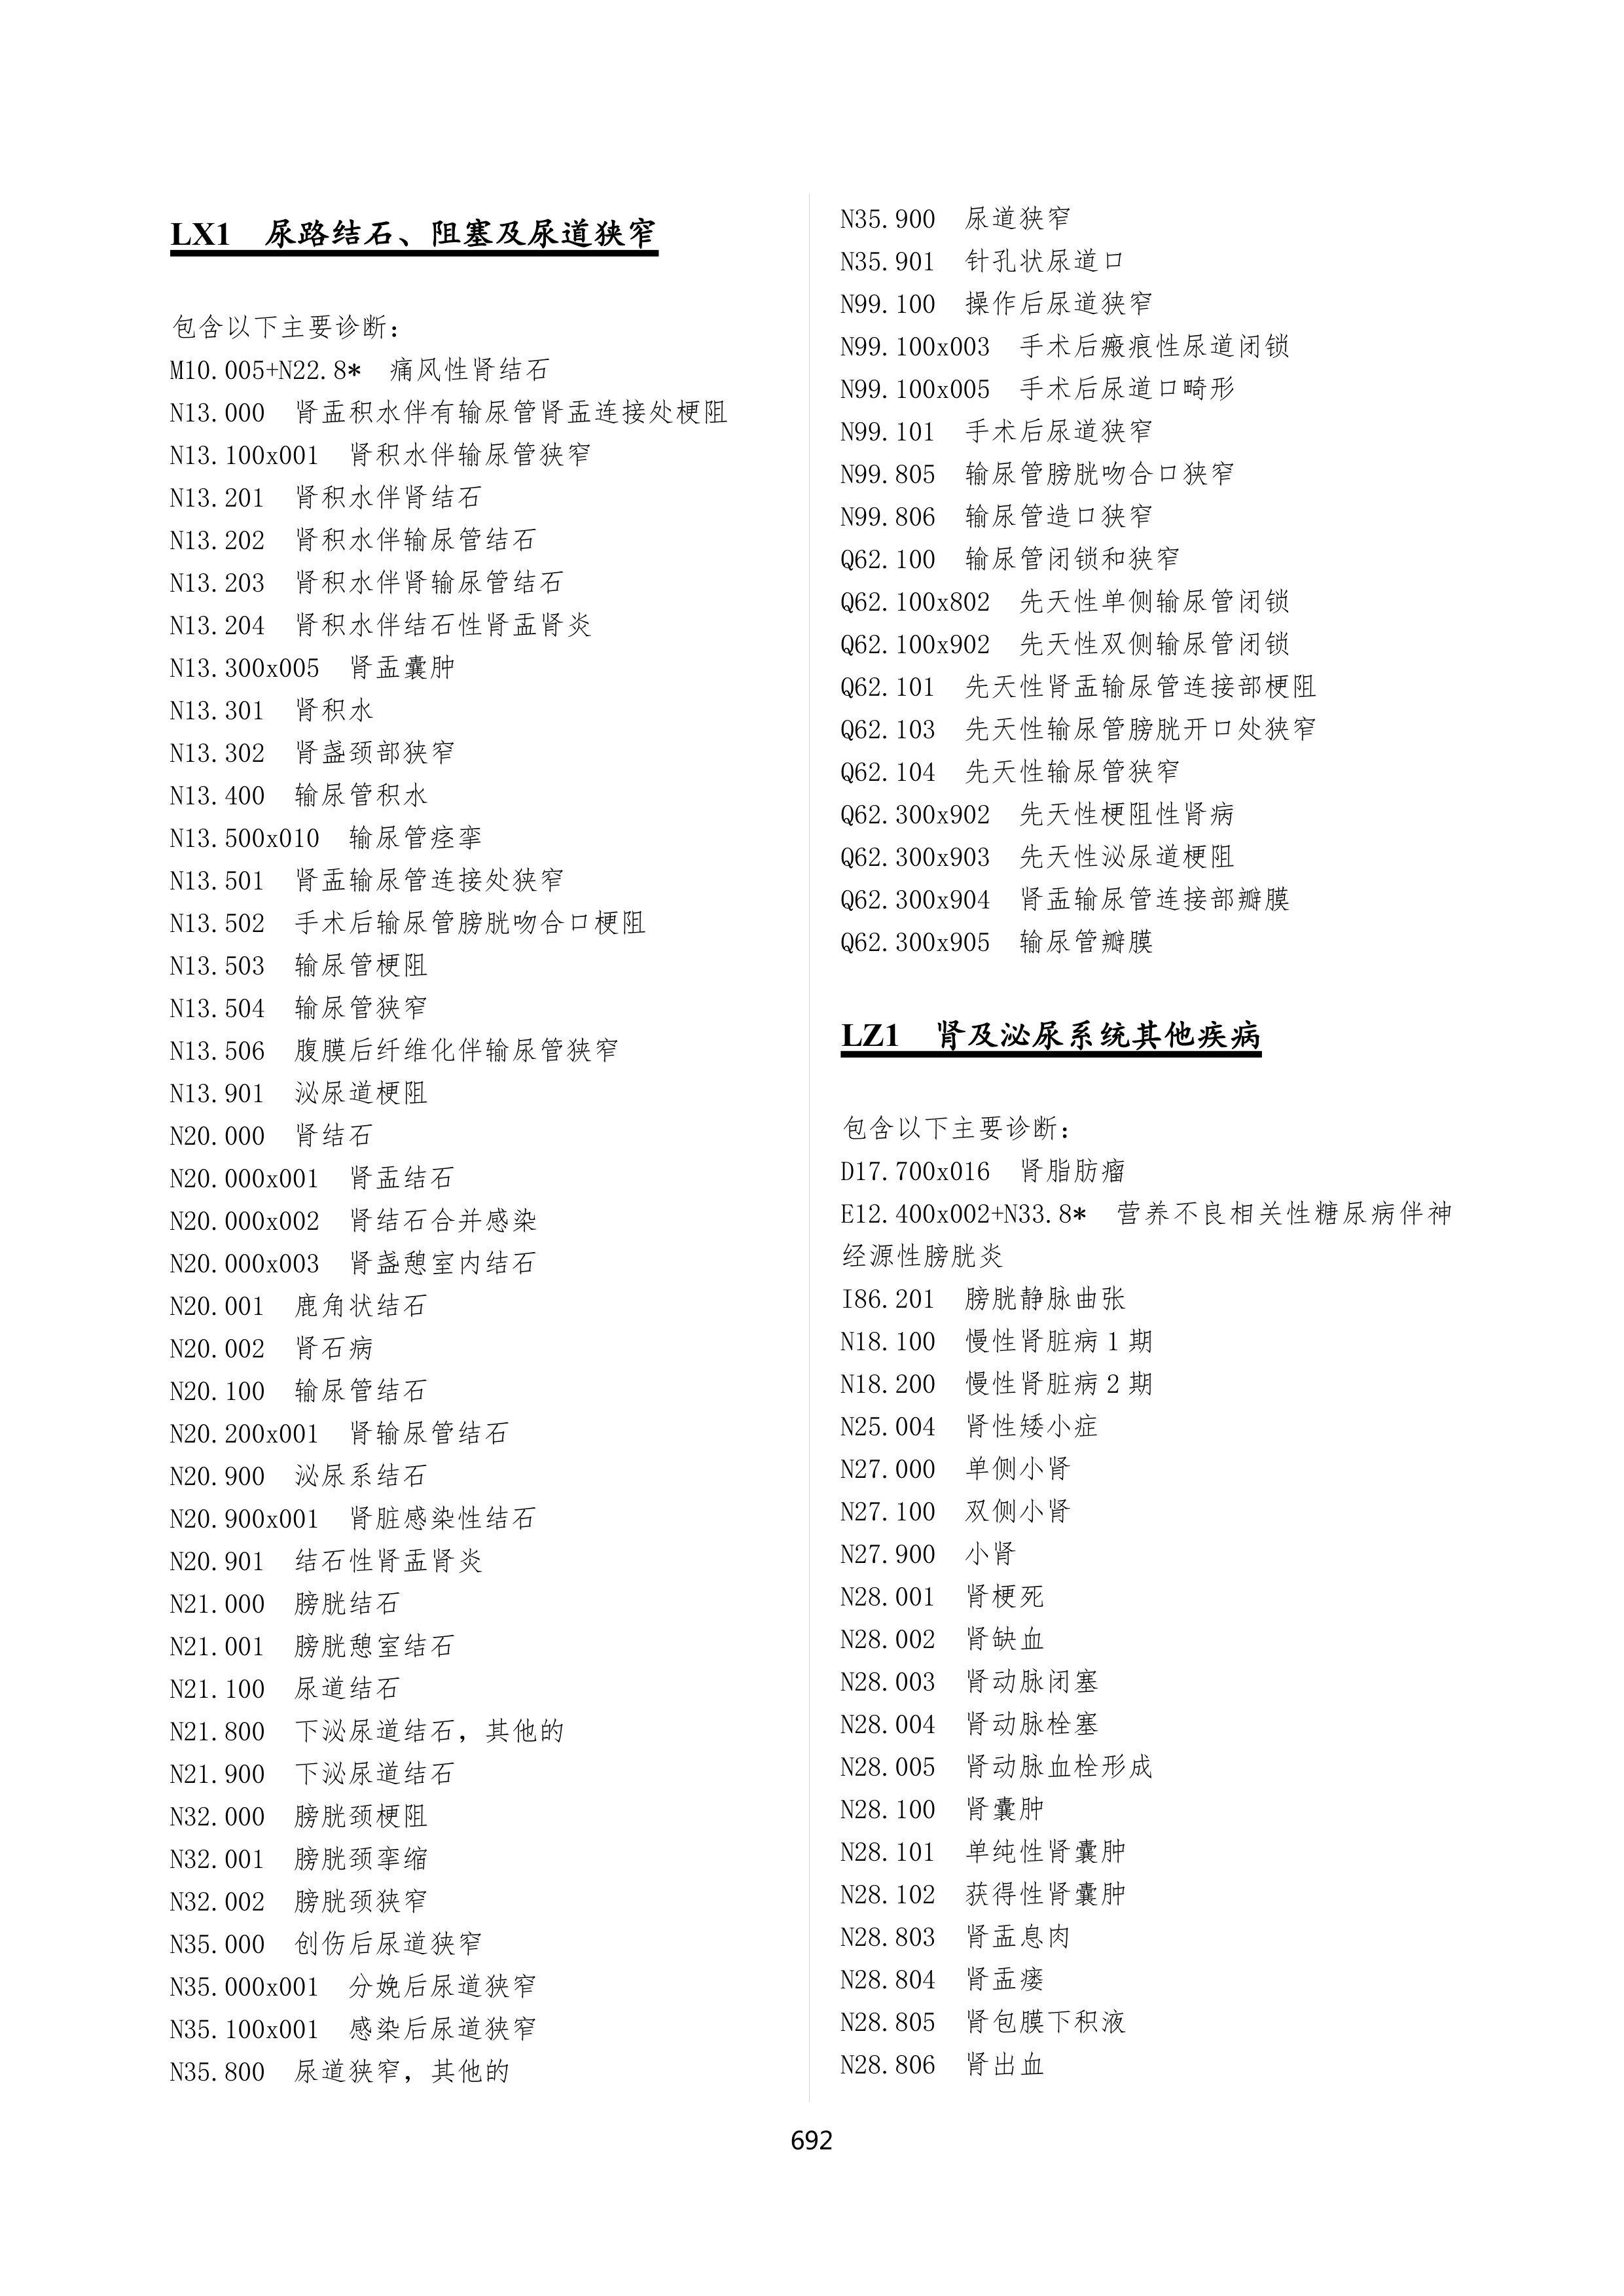 LX1　尿路结石、阻塞及尿道狭窄
包含以下主要诊断：
M10.005+N22.8*　痛风性肾结石
N13.000　肾盂积水伴有输尿管肾盂连接处梗阻
N13.100x001　肾积水伴输尿管狭窄
N13.201　肾积水伴肾结石
N13.202　肾积水伴输尿管结石
N13.203　肾积水伴肾输尿管结石
N13.204　肾积水伴结石性肾盂肾炎
N13.300x005　肾盂囊肿
N13.301　肾积水
N13.302　肾盏颈部狭窄
N13.400　输尿管积水
N13.500x010　输尿管痉挛
N13.501　肾盂输尿管连接处狭窄
N13.502　手术后输尿管膀胱吻合口梗阻
N13.503　输尿管梗阻
N13.504　输尿管狭窄
N13.506　腹膜后纤维化伴输尿管狭窄
N13.901　泌尿道梗阻
N20.000　肾结石
N20.000x001　肾盂结石
N20.000x002　肾结石合并感染
N20.000x003　肾盏憩室内结石
N20.001　鹿角状结石
N20.002　肾石病
N20.100　输尿管结石
N20.200x001　肾输尿管结石
N20.900　泌尿系结石
N20.900x001　肾脏感染性结石
N20.901　结石性肾盂肾炎
N21.000　膀胱结石
N21.001　膀胱憩室结石
N21.100　尿道结石
N21.800　下泌尿道结石，其他的
N21.900　下泌尿道结石
N32.000　膀胱颈梗阻
N32.001　膀胱颈挛缩
N32.002　膀胱颈狭窄
N35.000　创伤后尿道狭窄
N35.000x001　分娩后尿道狭窄
N35.100x001　感染后尿道狭窄
N35.800　尿道狭窄，其他的
N35.900　尿道狭窄
N35.901　针孔状尿道口
N99.100　操作后尿道狭窄
N99.100x003　手术后瘢痕性尿道闭锁
N99.100x005　手术后尿道口畸形
N99.101　手术后尿道狭窄
N99.805　输尿管膀胱吻合口狭窄
N99.806　输尿管造口狭窄
Q62.100　输尿管闭锁和狭窄
Q62.100x802　先天性单侧输尿管闭锁
Q62.100x902　先天性双侧输尿管闭锁
Q62.101　先天性肾盂输尿管连接部梗阻
Q62.103　先天性输尿管膀胱开口处狭窄
Q62.104　先天性输尿管狭窄
Q62.300x902　先天性梗阻性肾病
Q62.300x903　先天性泌尿道梗阻
Q62.300x904　肾盂输尿管连接部瓣膜
Q62.300x905　输尿管瓣膜
LZ1　肾及泌尿系统其他疾病
包含以下主要诊断：
D17.700x016　肾脂肪瘤
E12.400x002+N33.8*　营养不良相关性糖尿病伴神
经源性膀胱炎
I86.201　膀胱静脉曲张
N18.100　慢性肾脏病 1 期
N18.200　慢性肾脏病 2 期
N25.004　肾性矮小症
N27.000　单侧小肾
N27.100　双侧小肾
N27.900　小肾
N28.001　肾梗死
N28.002　肾缺血
N28.003　肾动脉闭塞
N28.004　肾动脉栓塞
N28.005　肾动脉血栓形成
N28.100　肾囊肿
N28.101　单纯性肾囊肿
N28.102　获得性肾囊肿
N28.803　肾盂息肉
N28.804　肾盂瘘
N28.805　肾包膜下积液
N28.806　肾出血
692